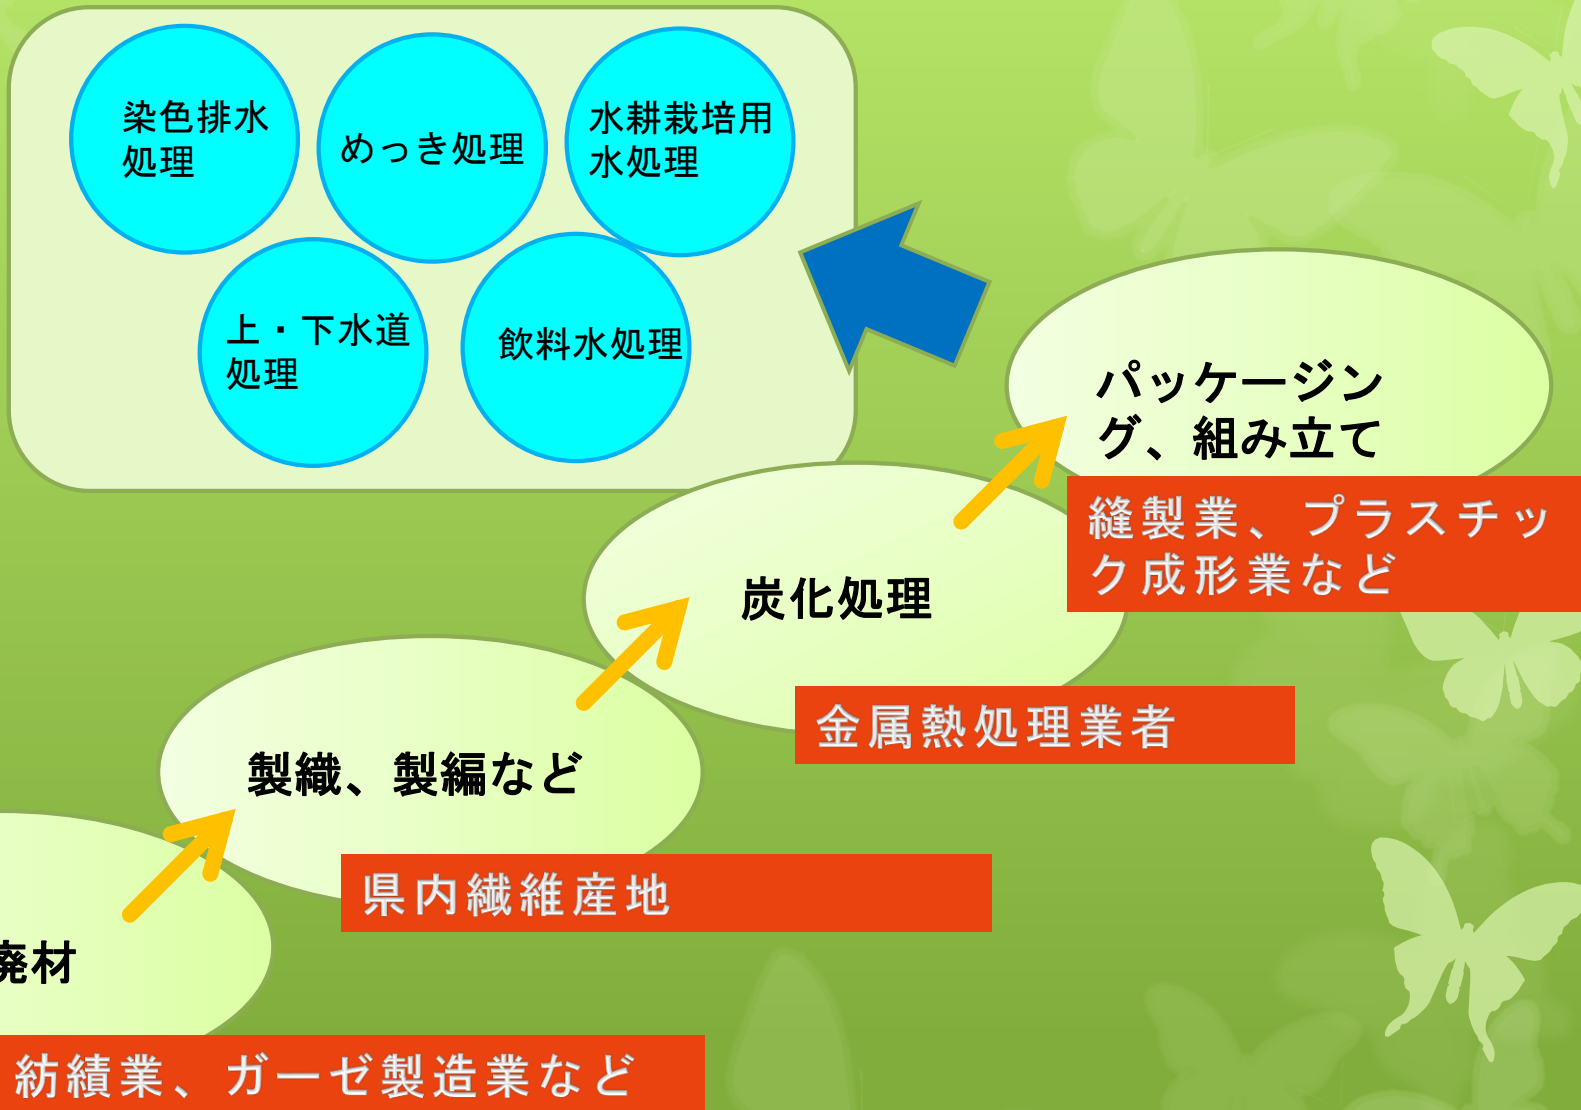 染色排水
処理
めっき処理
水耕栽培用
水処理
上・下水道
処理
飲料水処理
パッケージン
グ、組み立て
縫製業、プラスチッ
ク成形業など
炭化処理
金属熱処理業者
製織、製編など
県内繊維産地
廃材
紡績業、ガーゼ製造業など